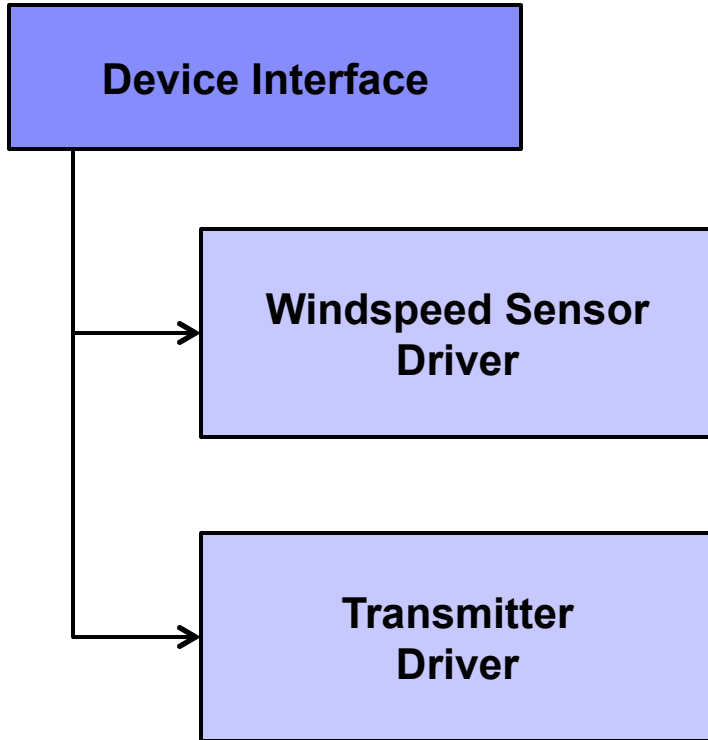 Device Interface
Windspeed Sensor
Driver
Transmitter
Driver